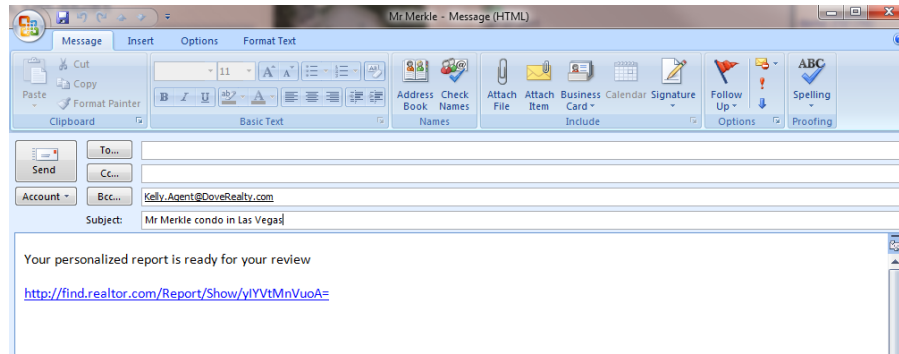 Mr Merkle - Message (HTML)
Message Insert Options Format Text
Cut
Copy
Format Painter
Paste
Clipboard
11
B I U
Basic Text
Address Book
Check Names
Names
Attach File
Attach Item
Business Card
Calendar
Signature
Include
Follow Up
Options
ABC
Spelling
Proofing
Send
To...
Cc...
Account
Bcc... Kelly.Agent@DoveRealty.com
Subject: Mr Merkle condo in Las Vegas
Your personalized report is ready for your review
http://find.realtor.com/Report/Show/yIYVtMnVuoA=